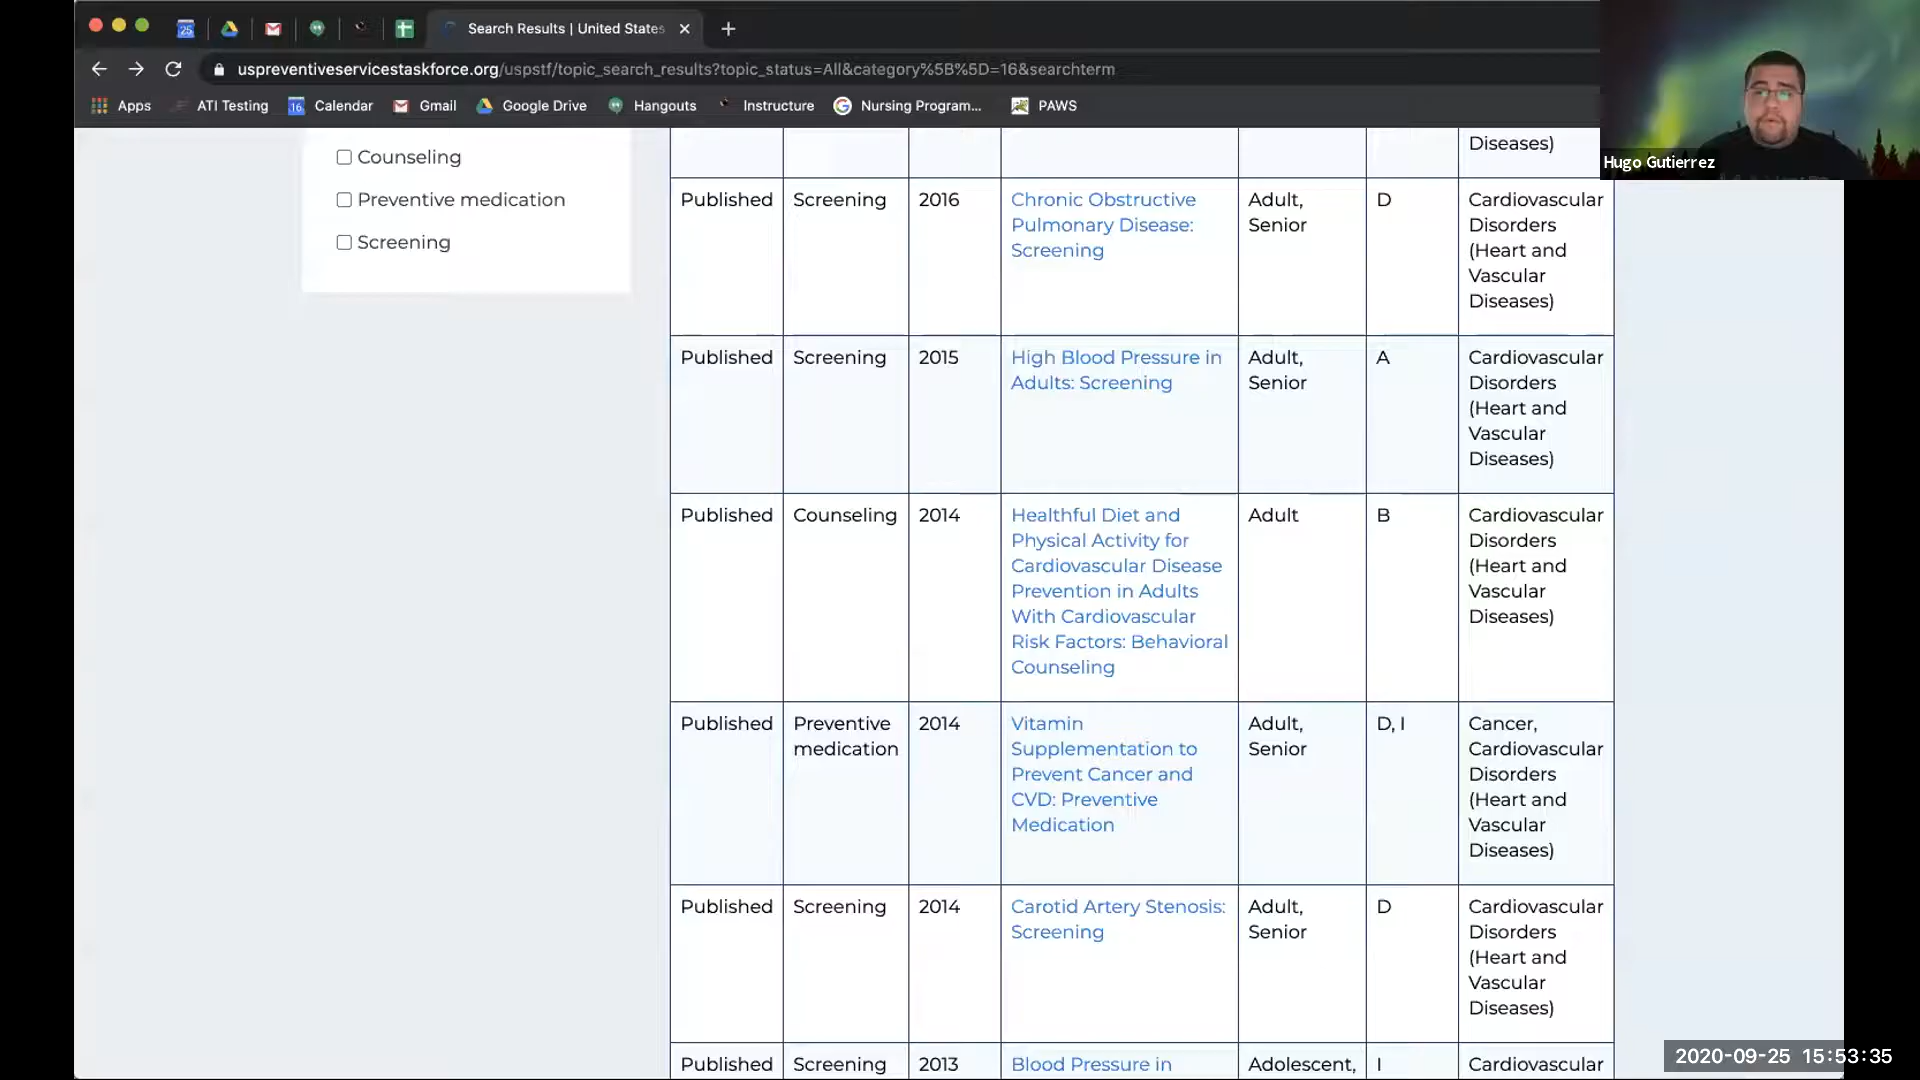 25
Search Results | United States
uspreventiveservicestaskforce.org/uspstf/topic_search_results?topic_status=All&category%5B%5D=16&searchterm
Apps ATI Testing 16 Calendar Gmail Google Drive Hangouts Instructure Nursing Program... PAWS
Hugo Gutierrez
Counseling
Preventive medication
Screening
Diseases)
Published Screening 2016 Chronic Obstructive Adult, D Cardiovascular
Pulmonary Disease: Senior Disorders
Screening (Heart and
Vascular
Diseases)
Published Screening 2015 High Blood Pressure in Adult, A Cardiovascular
Adults: Screening Senior Disorders
(Heart and
Vascular
Diseases)
Published Counseling 2014 Healthful Diet and Adult B Cardiovascular
Physical Activity for Disorders
Cardiovascular Disease (Heart and
Prevention in Adults Vascular
With Cardiovascular Diseases)
Risk Factors: Behavioral
Counseling
Published Preventive 2014 Vitamin Adult, D, I Cancer,
medication Supplementation to Senior Cardiovascular
Prevent Cancer and Disorders
CVD: Preventive (Heart and
Medication Vascular
Diseases)
Published Screening 2014 Carotid Artery Stenosis: Adult, D Cardiovascular
Screening Senior Disorders
(Heart and
Vascular
Diseases)
Published Screening 2013 Blood Pressure in Adolescent, I Cardiovascular
2020-09-25 15:53:35